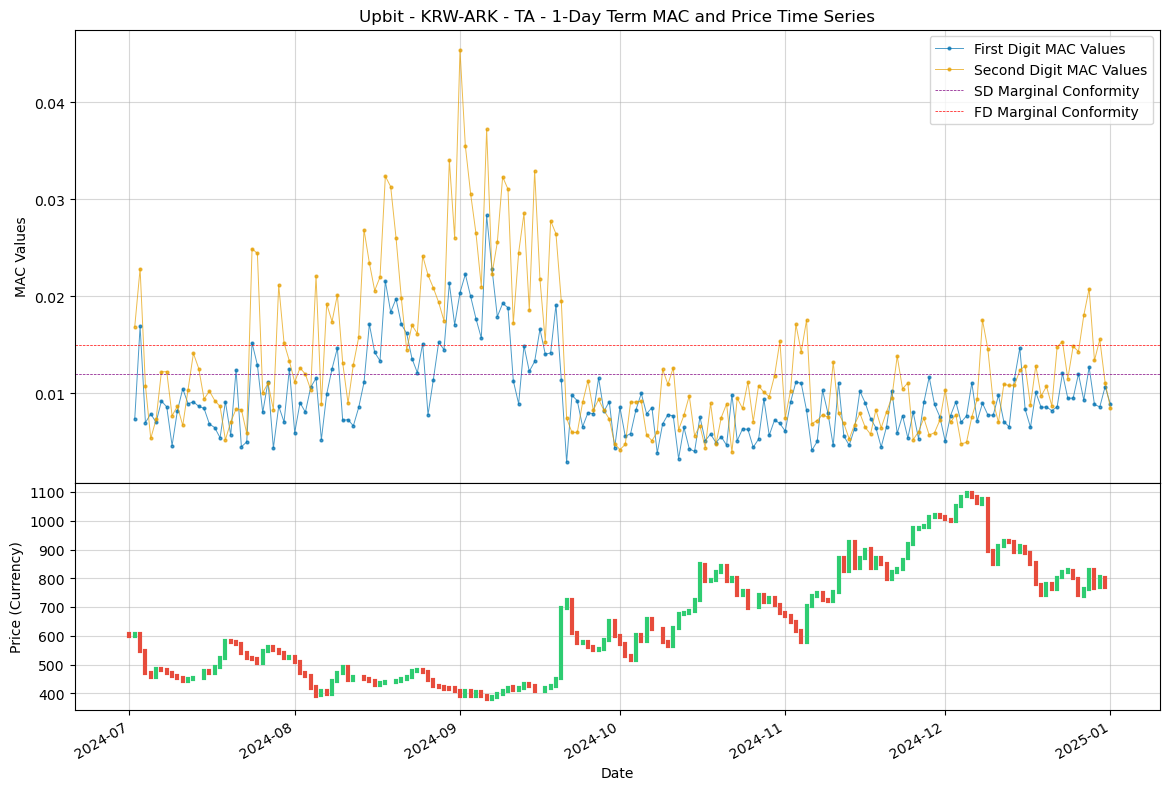 Upbit - KRW-ARK - TA - 1-Day Term MAC and Price Time Series
First Digit MAC Values
Second Digit MAC Values
SD Marginal Conformity
FD Marginal Conformity
MAC Values
0.04
0.03
0.02
0.01
Price (Currency)
1100
1000
900
800
700
600
500
400
2024-07
2024-08
2024-09
2024-10
2024-11
2024-12
2025-01
Date